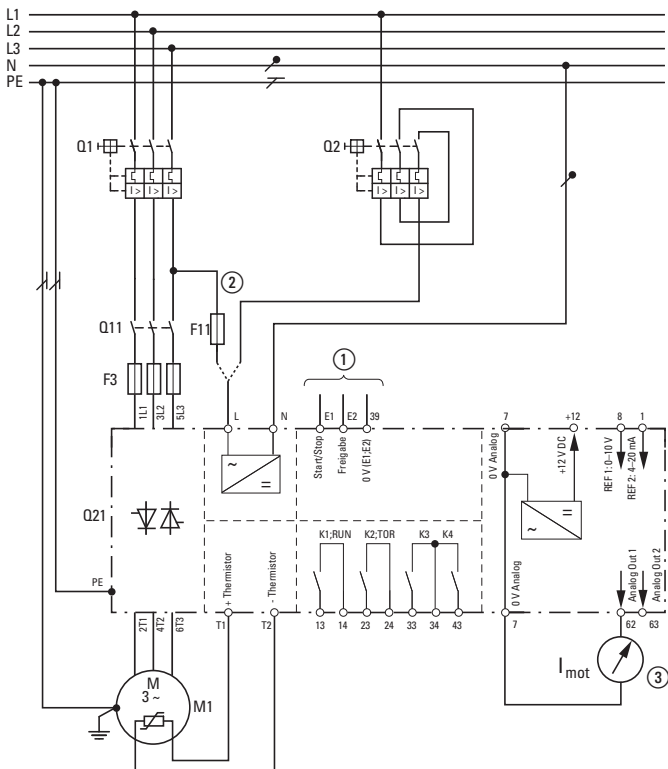 L1
L2
L3
N
PE
Q1
Q2
I > I > I >
I > I > I >
2
Q11
F11
1
F3
1L1 3L2 5L3
L N E1 E2 39 7 +12 8 1
Start/Stop
Freigabe
0 V (E1;E2)
0 V Analog
+12 V DC
REF 1: 0–10 V
REF 2: 4–20 mA
~
=
=
~
Q21
K1;RUN K2;TOR K3 K4
PE
+ Thermistor
- Thermistor
0 V Analog
Analog Out 1
Analog Out 2
2T1 4T2 6T3
T1 T2 13 14 23 24 33 34 43 7 62 63
M
3 ~
M1
Imot
3